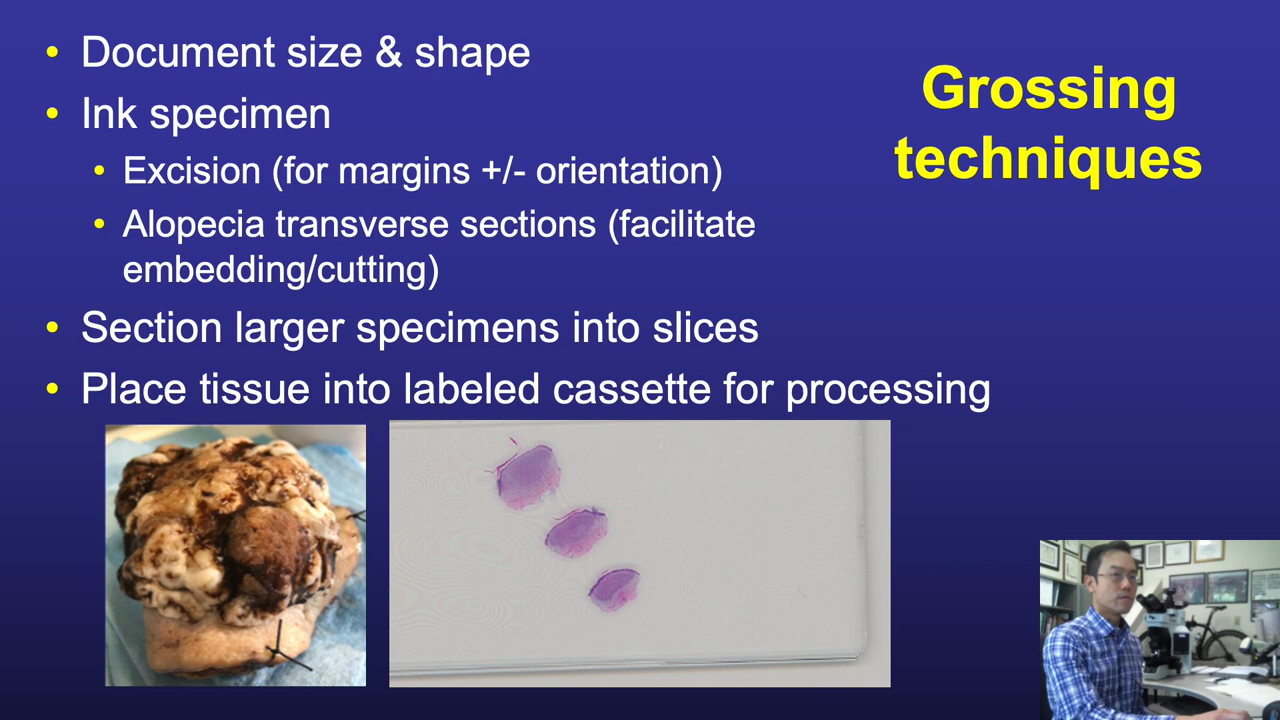 Grossing
techniques
• Document size & shape
• Ink specimen
• Excision (for margins +/- orientation)
• Alopecia transverse sections (facilitate
embedding/cutting)
• Section larger specimens into slices
• Place tissue into labeled cassette for processing